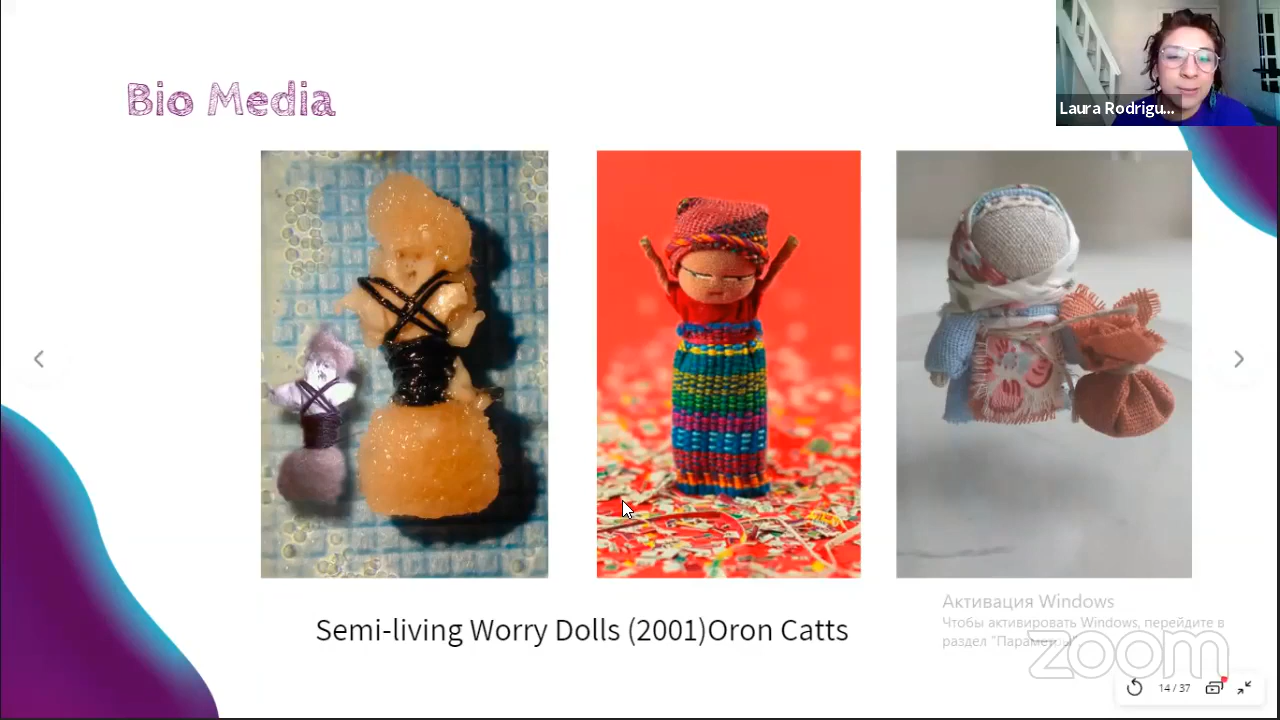 Bio Media
Laura Rodrigu...
Semi-living Worry Dolls (2001)Oron Catts
Активация Windows
Чтобы активировать Windows, перейдите в
раздел "Параметры"
zoom
14 / 37